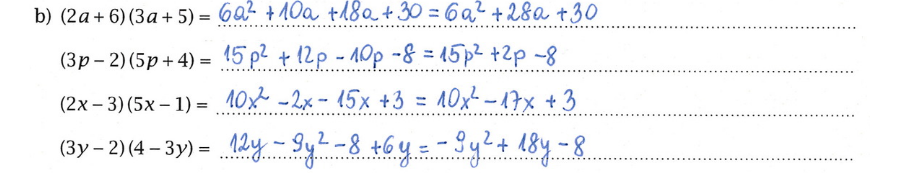 b) (2a + 6)(3a + 5) = 6a² + 10a + 18a + 30 = 6a² + 28a + 30
(3p − 2)(5p + 4) = 15p² + 12p − 10p − 8 = 15p² + 2p − 8
(2x − 3)(5x − 1) = 10x² − 2x − 15x + 3 = 10x² − 17x + 3
(3y − 2)(4 − 3y) = 12y − 9y² − 8 + 6y = − 9y² + 18y − 8